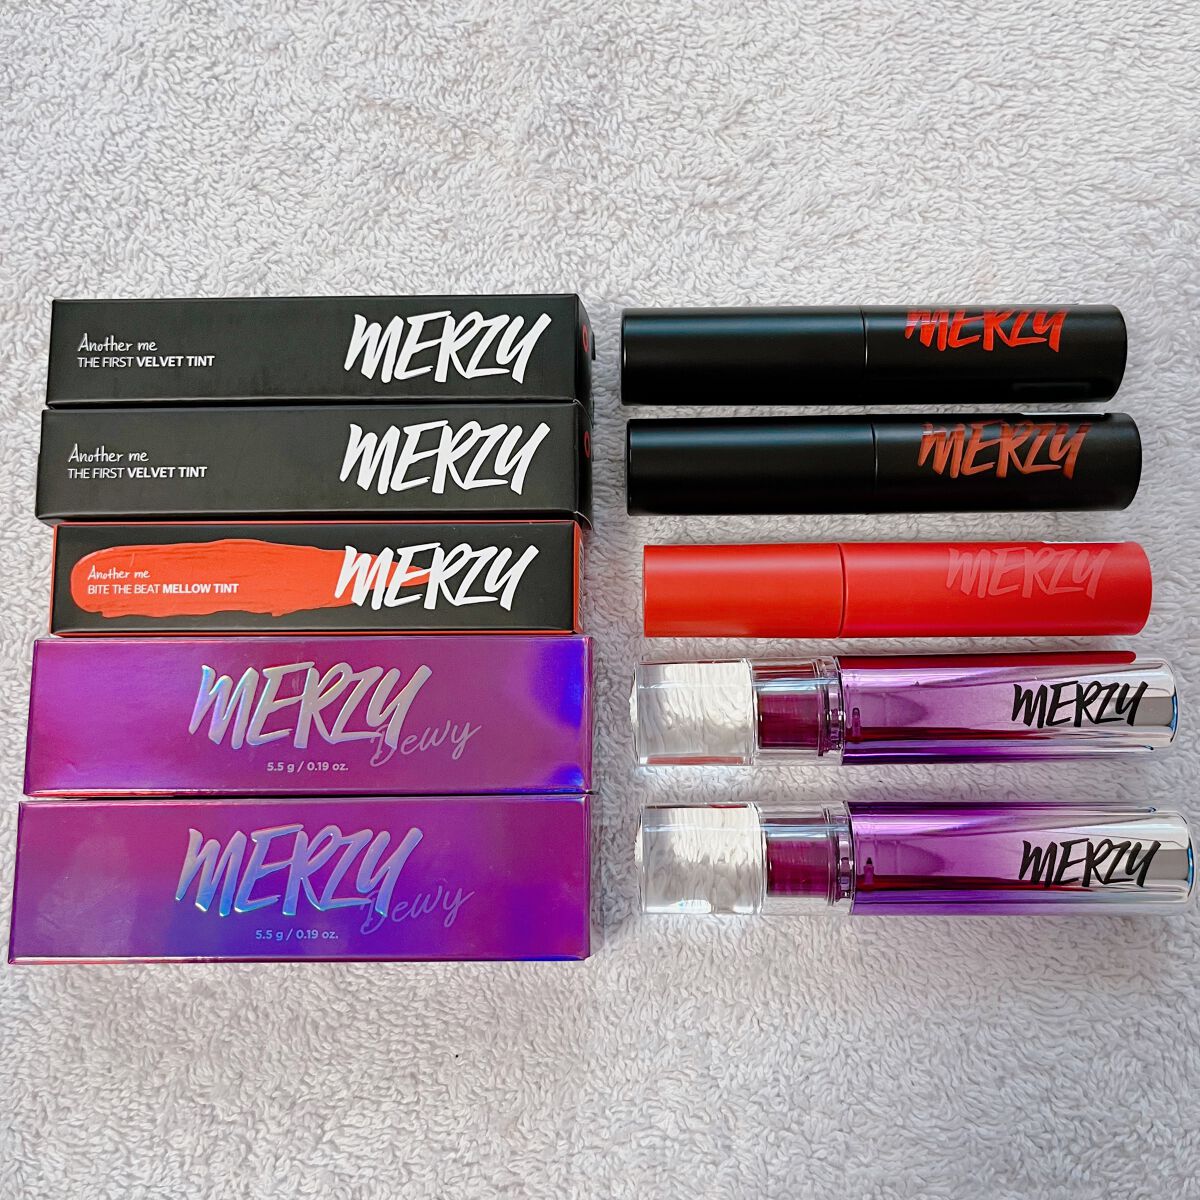 Another me
THE FIRST VELVET TINT
MERZY
MERZY
Another me
THE FIRST VELVET TINT
MERZY
MERZY
Another me
BITE THE BEAT MELLOW TINT
MERZY
MERZY
MERZY
Dewy
5.5 g / 0.19 oz.
MERZY
MERZY
Dewy
5.5 g / 0.19 oz.
MERZY